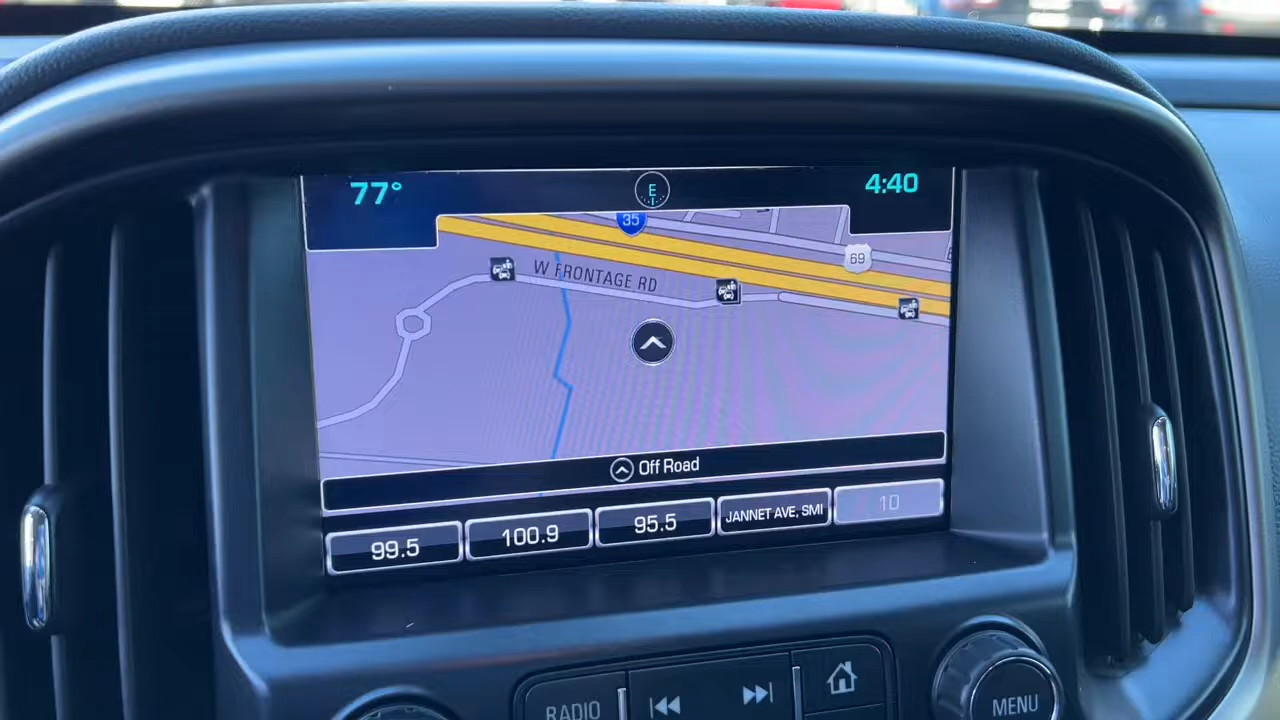 77°
E
4:40
35
69
W FRONTAGE RD
Off Road
99.5
100.9
95.5
JANNET AVE, SMI
10
RADIO
MENU